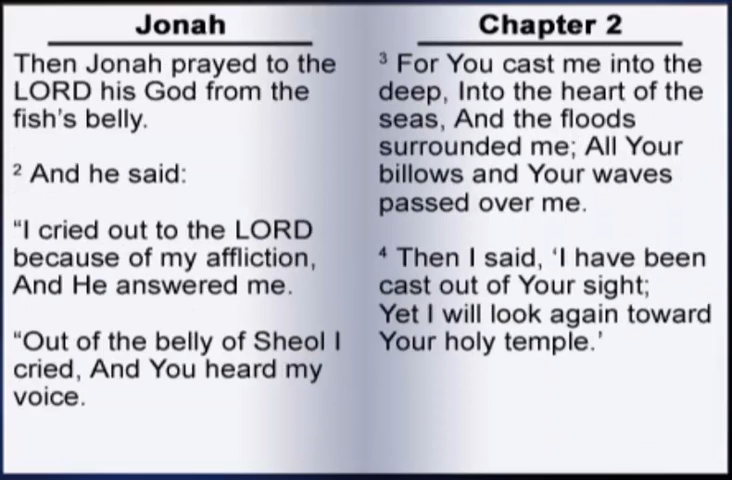 Jonah
Then Jonah prayed to the
LORD his God from the
fish's belly.
² And he said:
“I cried out to the LORD
because of my affliction,
And He answered me.
“Out of the belly of Sheol I
cried, And You heard my
voice.
Chapter 2
³ For You cast me into the
deep, Into the heart of the
seas, And the floods
surrounded me; All Your
billows and Your waves
passed over me.
⁴ Then I said, ‘I have been
cast out of Your sight;
Yet I will look again toward
Your holy temple.’